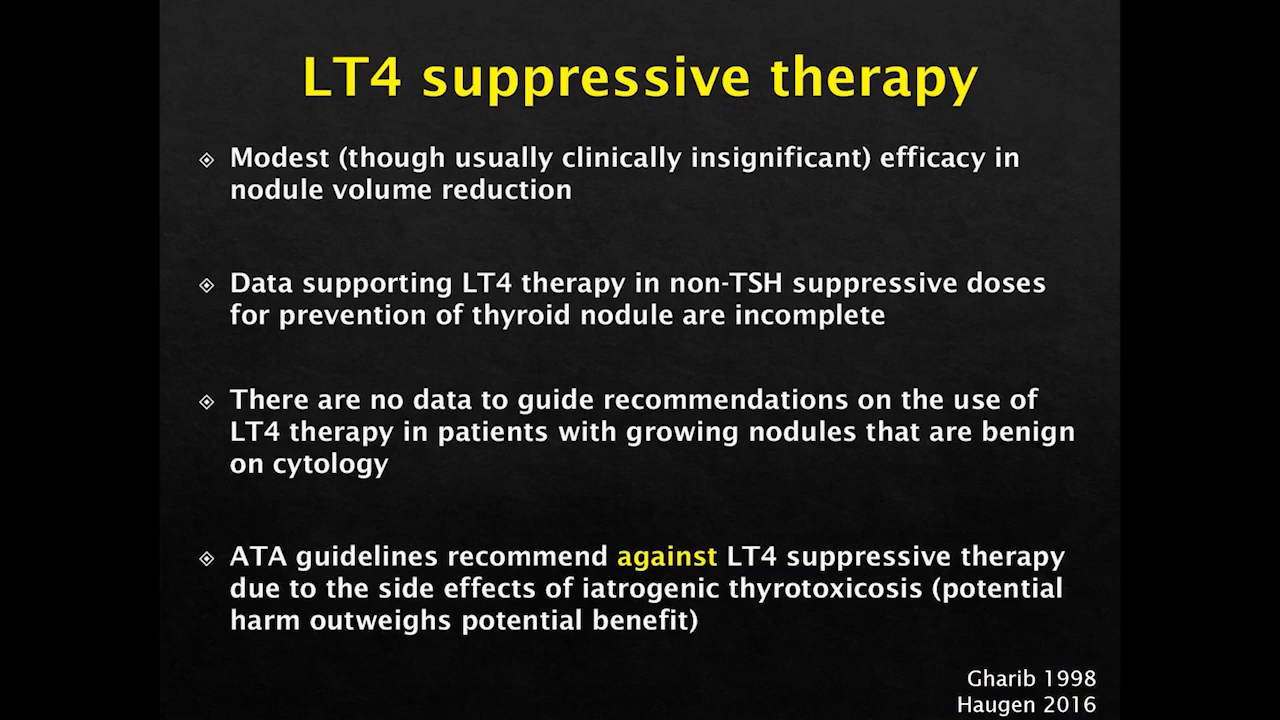 LT4 suppressive therapy
Modest (though usually clinically insignificant) efficacy in
nodule volume reduction
Data supporting LT4 therapy in non-TSH suppressive doses
for prevention of thyroid nodule are incomplete
There are no data to guide recommendations on the use of
LT4 therapy in patients with growing nodules that are benign
on cytology
ATA guidelines recommend against LT4 suppressive therapy
due to the side effects of iatrogenic thyrotoxicosis (potential
harm outweighs potential benefit)
Gharib 1998
Haugen 2016